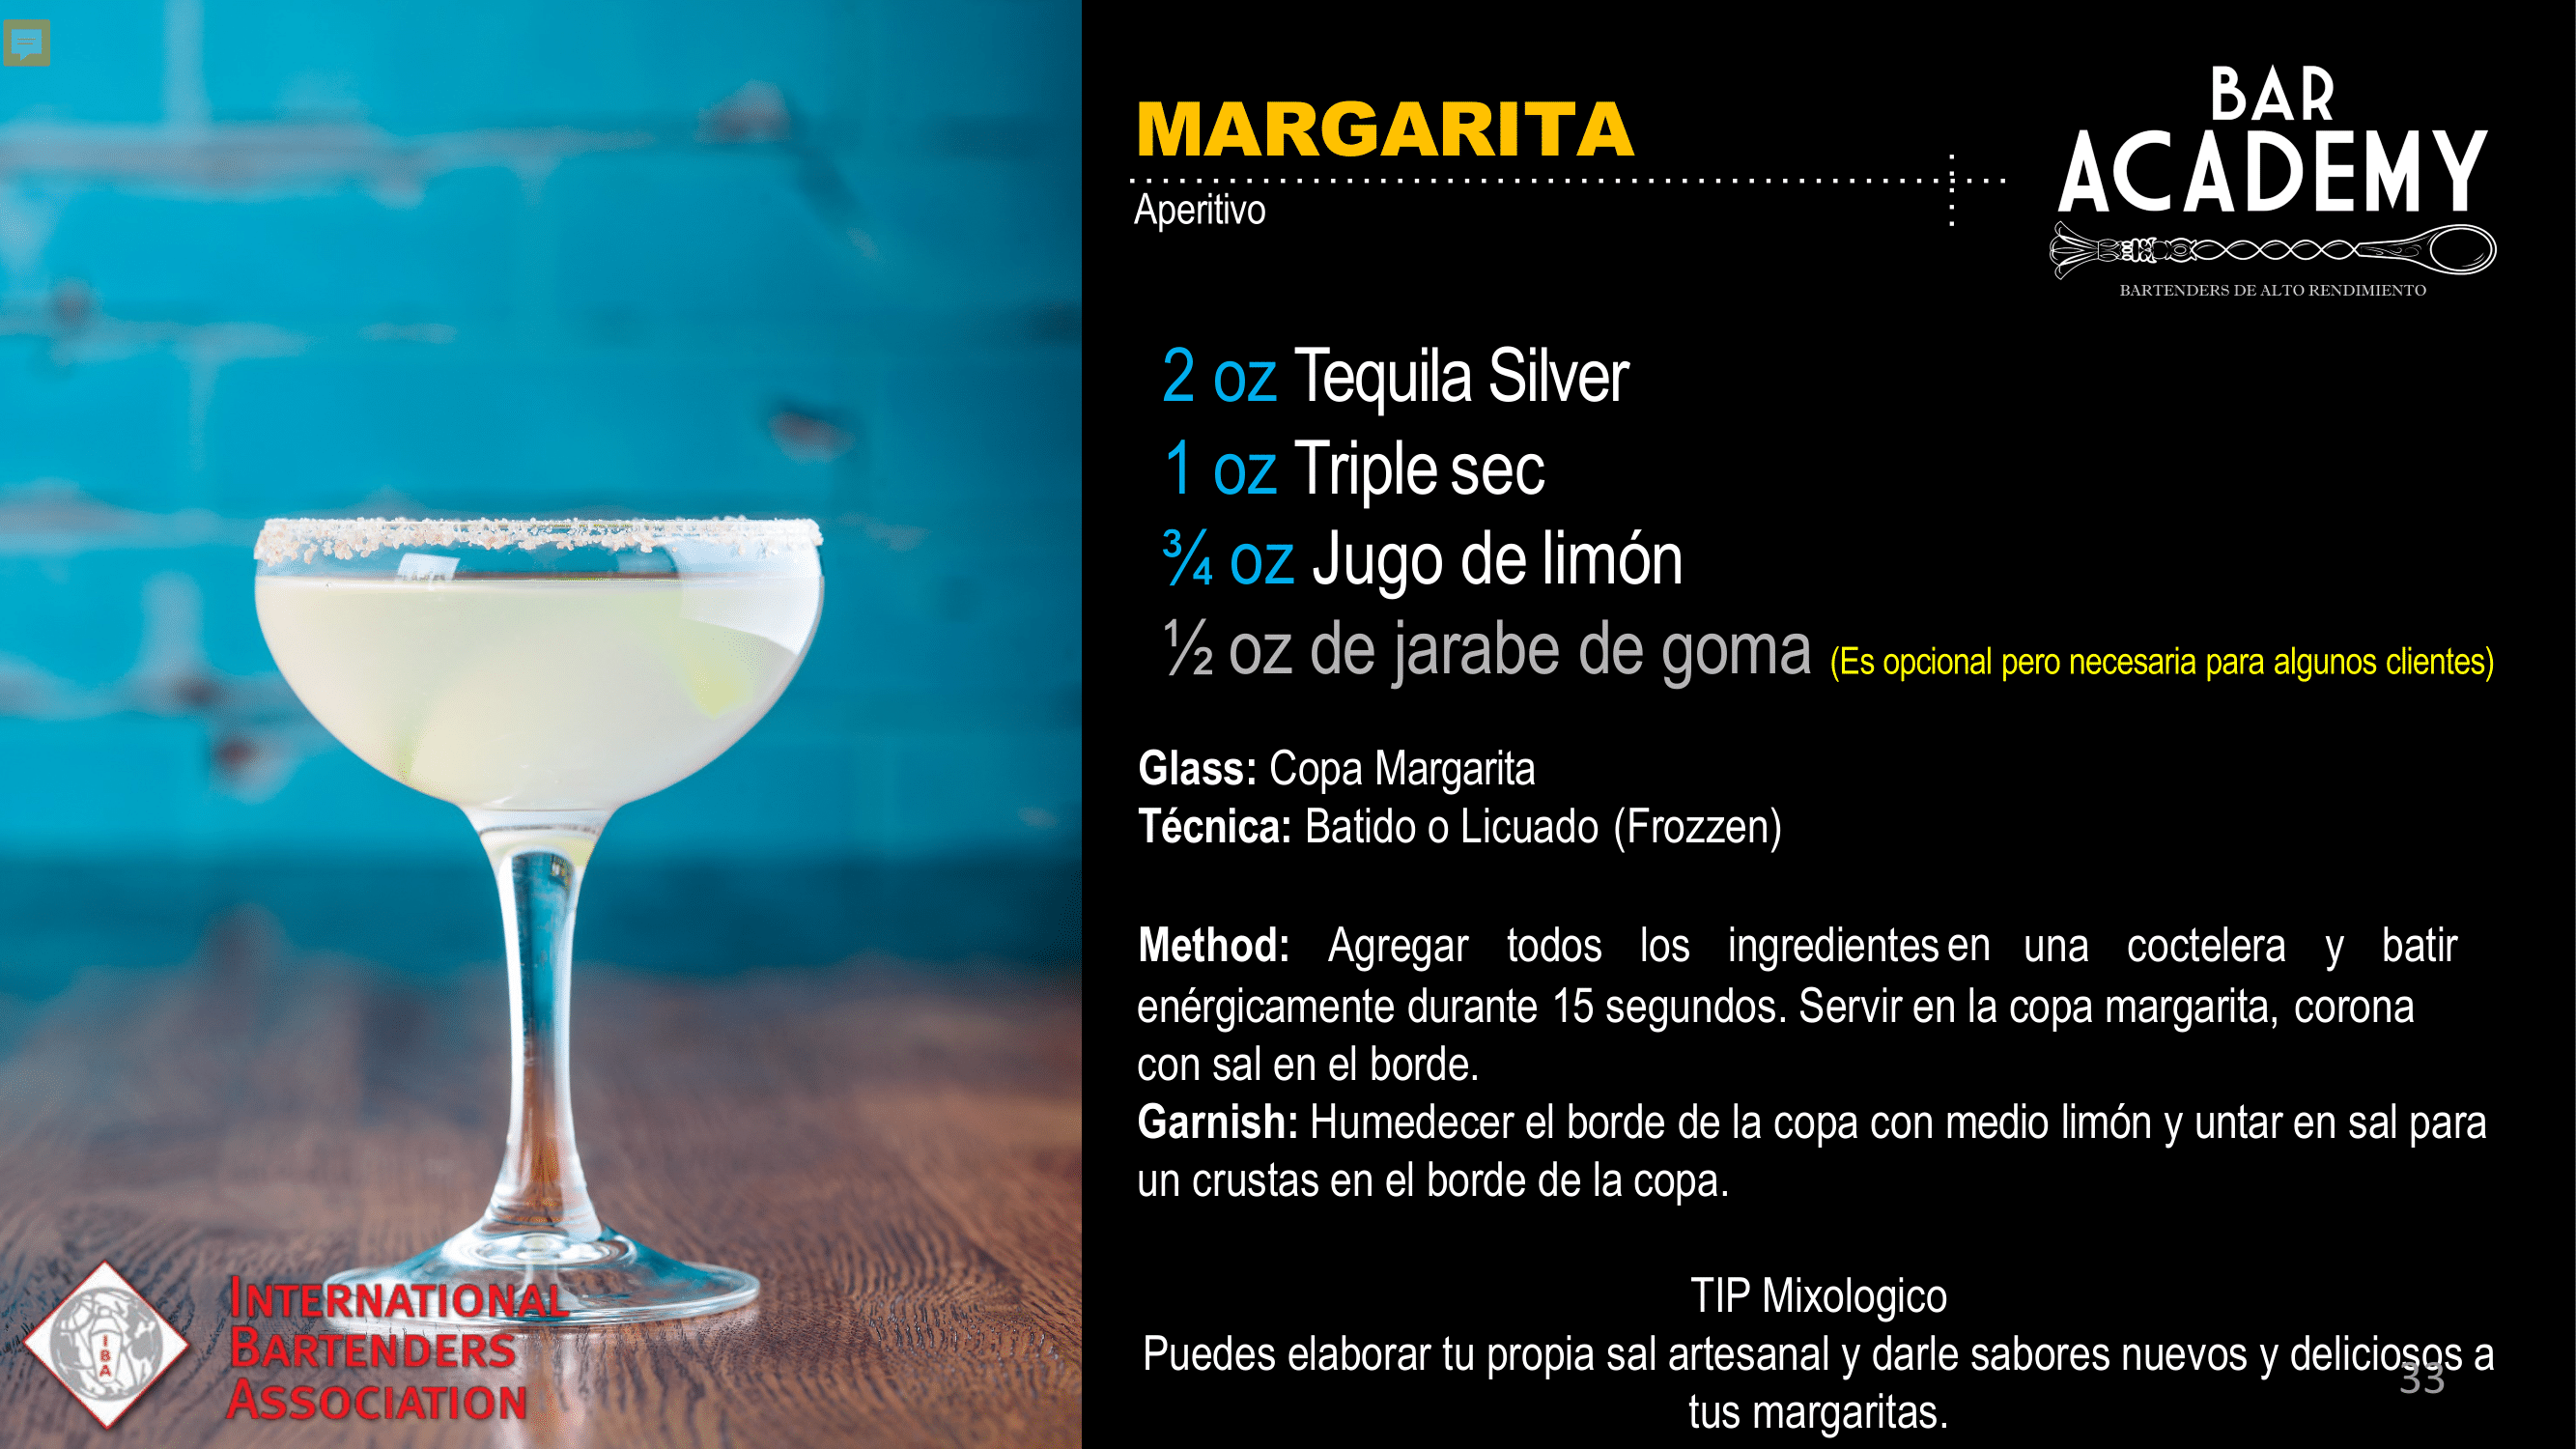 MARGARITA
Aperitivo
BAR
ACADEMY
BARTENDERS DE ALTO RENDIMIENTO
2 oz Tequila Silver
1 oz Triple sec
¾ oz Jugo de limón
½ oz de jarabe de goma (Es opcional pero necesaria para algunos clientes)
Glass: Copa Margarita
Técnica: Batido o Licuado (Frozzen)
Method: Agregar todos los ingredientes en una coctelera y batir
enérgicamente durante 15 segundos. Servir en la copa margarita, corona
con sal en el borde.
Garnish: Humedecer el borde de la copa con medio limón y untar en sal para
un crustas en el borde de la copa.
TIP Mixologico
Puedes elaborar tu propia sal artesanal y darle sabores nuevos y deliciosos a
tus margaritas.
33
IBA
INTERNATIONAL
BARTENDERS
ASSOCIATION